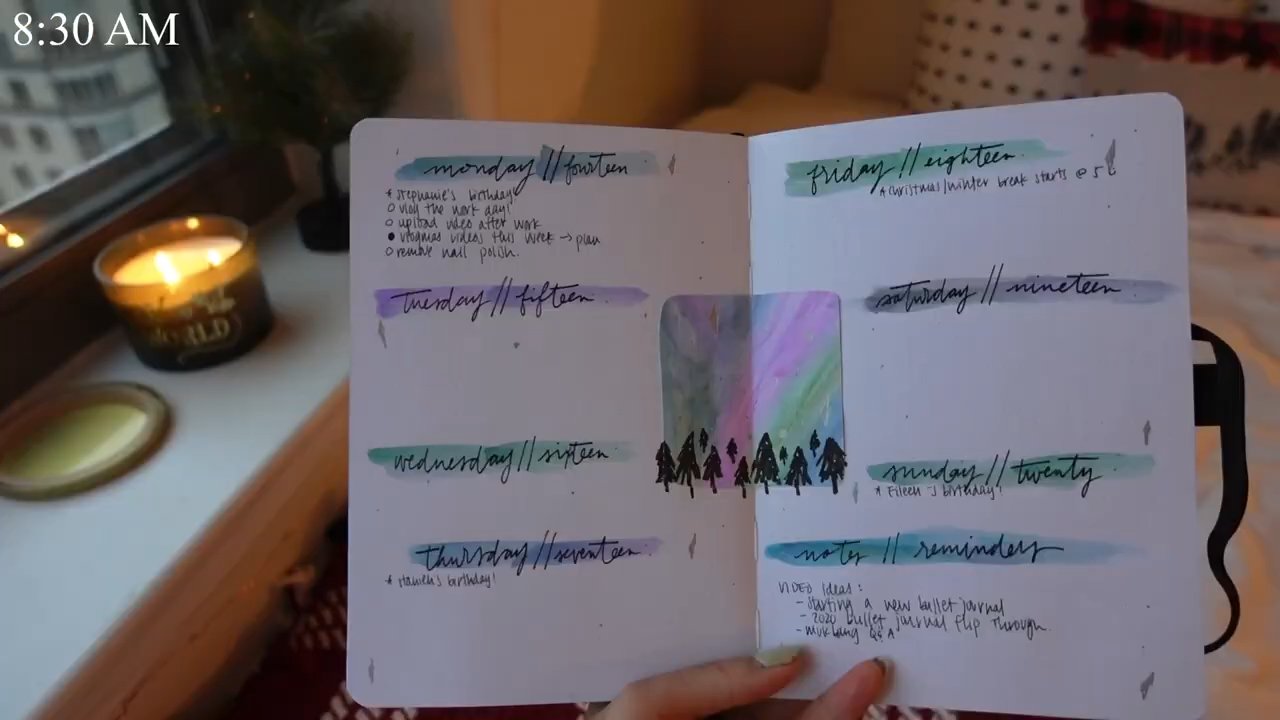 8:30 AM
monday // fourteen
* stephanie's birthday!
o vlog the work day!
o upload video after work
● vlogmas videos this week → plan
o remove nail polish.
Tuesday // fifteen
wednesday // sixteen
thursday // seventeen
* birthday!
friday // eighteen
* christmas/winter break starts @ 5
saturday // nineteen
sunday // twenty
* Eileen's birthday!
notes // reminders
VIDEO Ideas:
- starting a new bullet journal
- 2020 bullet journal flip through
- mukbang Q&A
WORLD